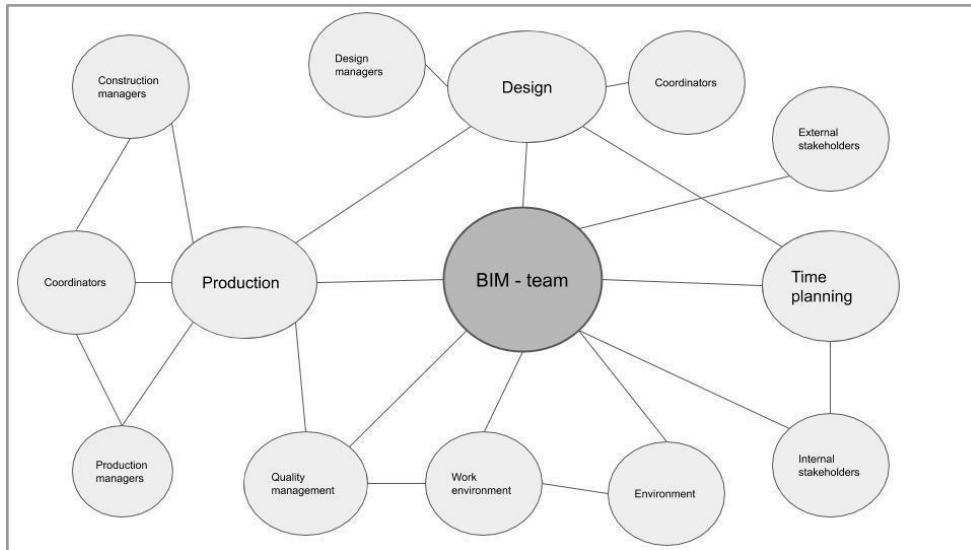 Design
managers
Design
Coordinators
Construction
managers
External
stakeholders
Coordinators
Production
BIM - team
Time
planning
Production
managers
Quality
management
Work
environment
Environment
Internal
stakeholders